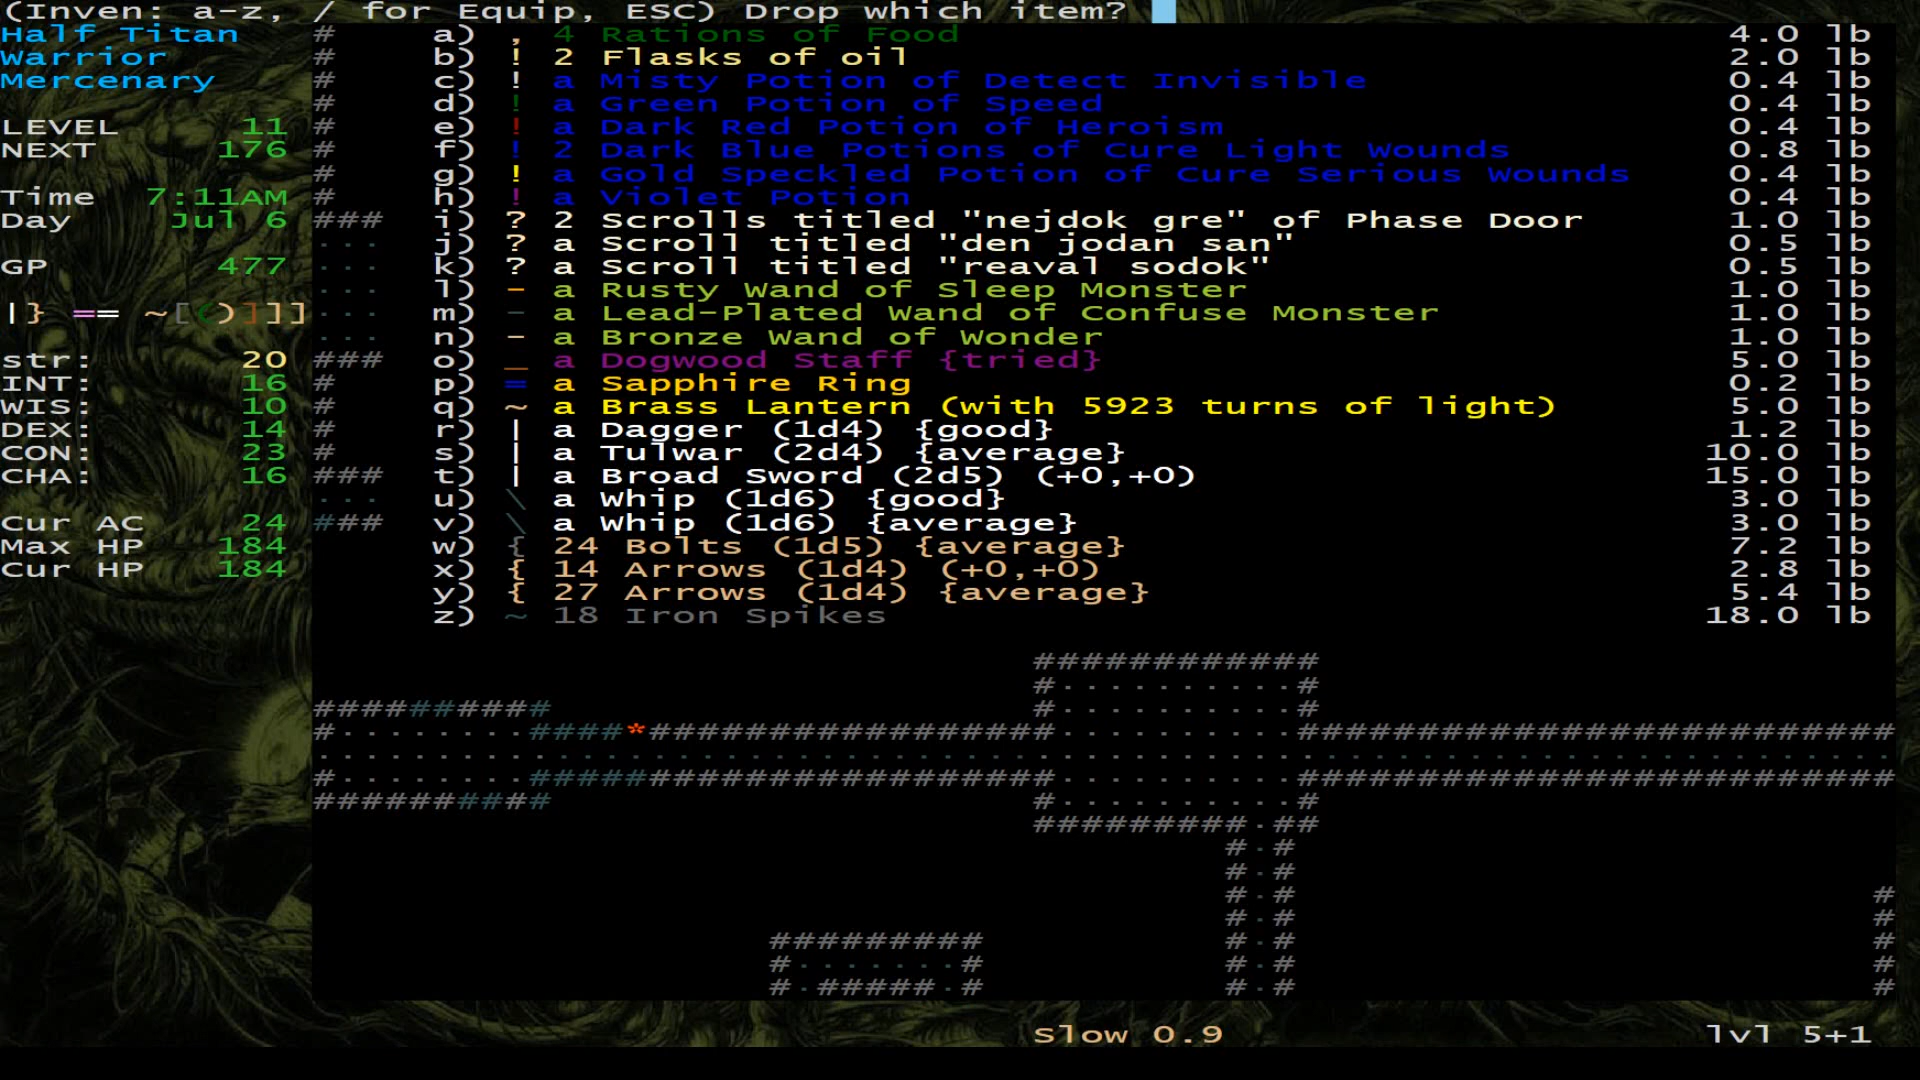 (Inven: a-z, / for Equip, ESC) Drop which item?
Half Titan
Warrior
Mercenary
LEVEL 11
NEXT 176
Time 7:11AM
Day Jul 6
GP 477
|} == ~[()]]]
str: 20
INT: 16
WIS: 10
DEX: 14
CON: 23
CHA: 16
Cur AC 24
Max HP 184
Cur HP 184
a) , 4 Rations of Food 4.0 lb
b) ! 2 Flasks of oil 2.0 lb
c) ! a Misty Potion of Detect Invisible 0.4 lb
d) ! a Green Potion of Speed 0.4 lb
e) ! a Dark Red Potion of Heroism 0.4 lb
f) ! 2 Dark Blue Potions of Cure Light Wounds 0.8 lb
g) ! a Gold Speckled Potion of Cure Serious Wounds 0.4 lb
h) ! a Violet Potion 0.4 lb
i) ? 2 Scrolls titled "nejdok gre" of Phase Door 1.0 lb
j) ? a Scroll titled "den jodan san" 0.5 lb
k) ? a Scroll titled "reaval sodok" 0.5 lb
l) - a Rusty Wand of Sleep Monster 1.0 lb
m) - a Lead-Plated Wand of Confuse Monster 1.0 lb
n) - a Bronze Wand of Wonder 1.0 lb
o) _ a Dogwood Staff {tried} 5.0 lb
p) = a Sapphire Ring 0.2 lb
q) ~ a Brass Lantern (with 5923 turns of light) 5.0 lb
r) | a Dagger (1d4) {good} 1.2 lb
s) | a Tulwar (2d4) {average} 10.0 lb
t) | a Broad Sword (2d5) (+0,+0) 15.0 lb
u) \ a Whip (1d6) {good} 3.0 lb
v) \ a Whip (1d6) {average} 3.0 lb
w) { 24 Bolts (1d5) {average} 7.2 lb
x) { 14 Arrows (1d4) (+0,+0) 2.8 lb
y) { 27 Arrows (1d4) {average} 5.4 lb
z) ~ 18 Iron Spikes 18.0 lb
Slow 0.9
lvl 5+1